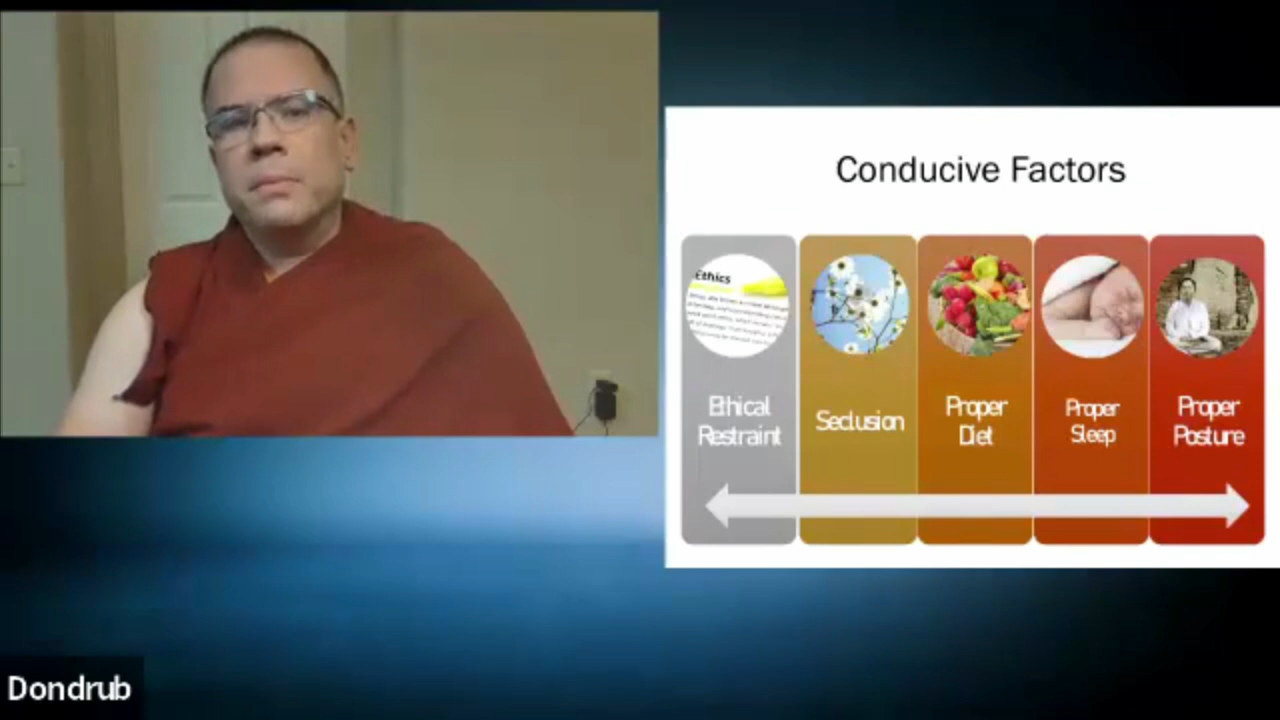 Conducive Factors
Ethics
Ethical
Restraint
Seclusion
Proper
Diet
Proper
Sleep
Proper
Posture
Dondrub